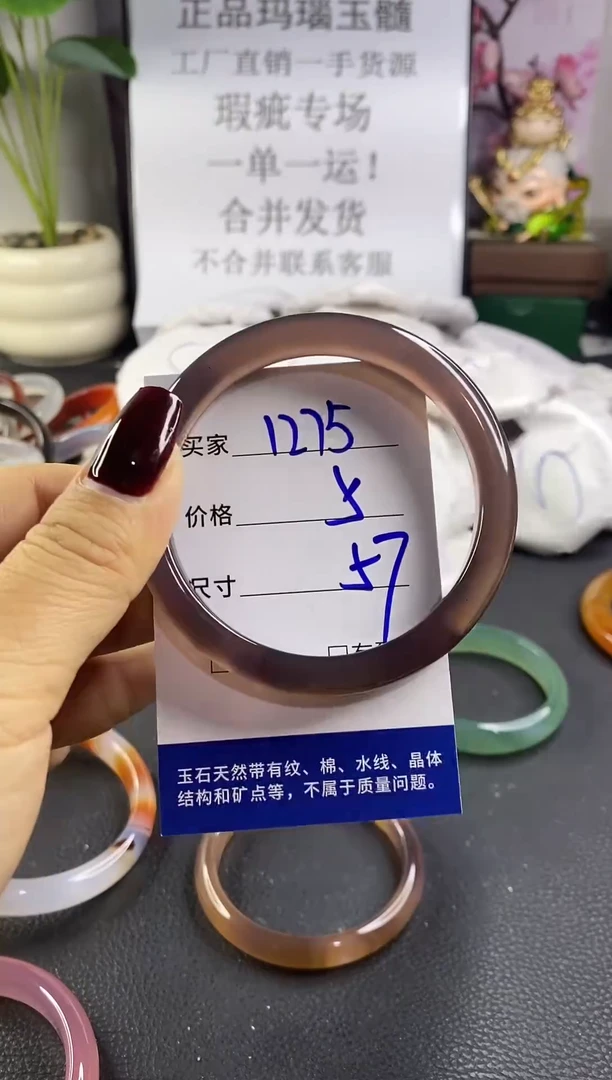 正品玛瑙玉髓
工厂直销一手货源
瑕疵专场
一单一运！
合并发货
不合并联系客服
买家 1275
价格 5
尺寸 57
玉石天然带有纹、棉、水线、晶体
结构和矿点等，不属于质量问题。